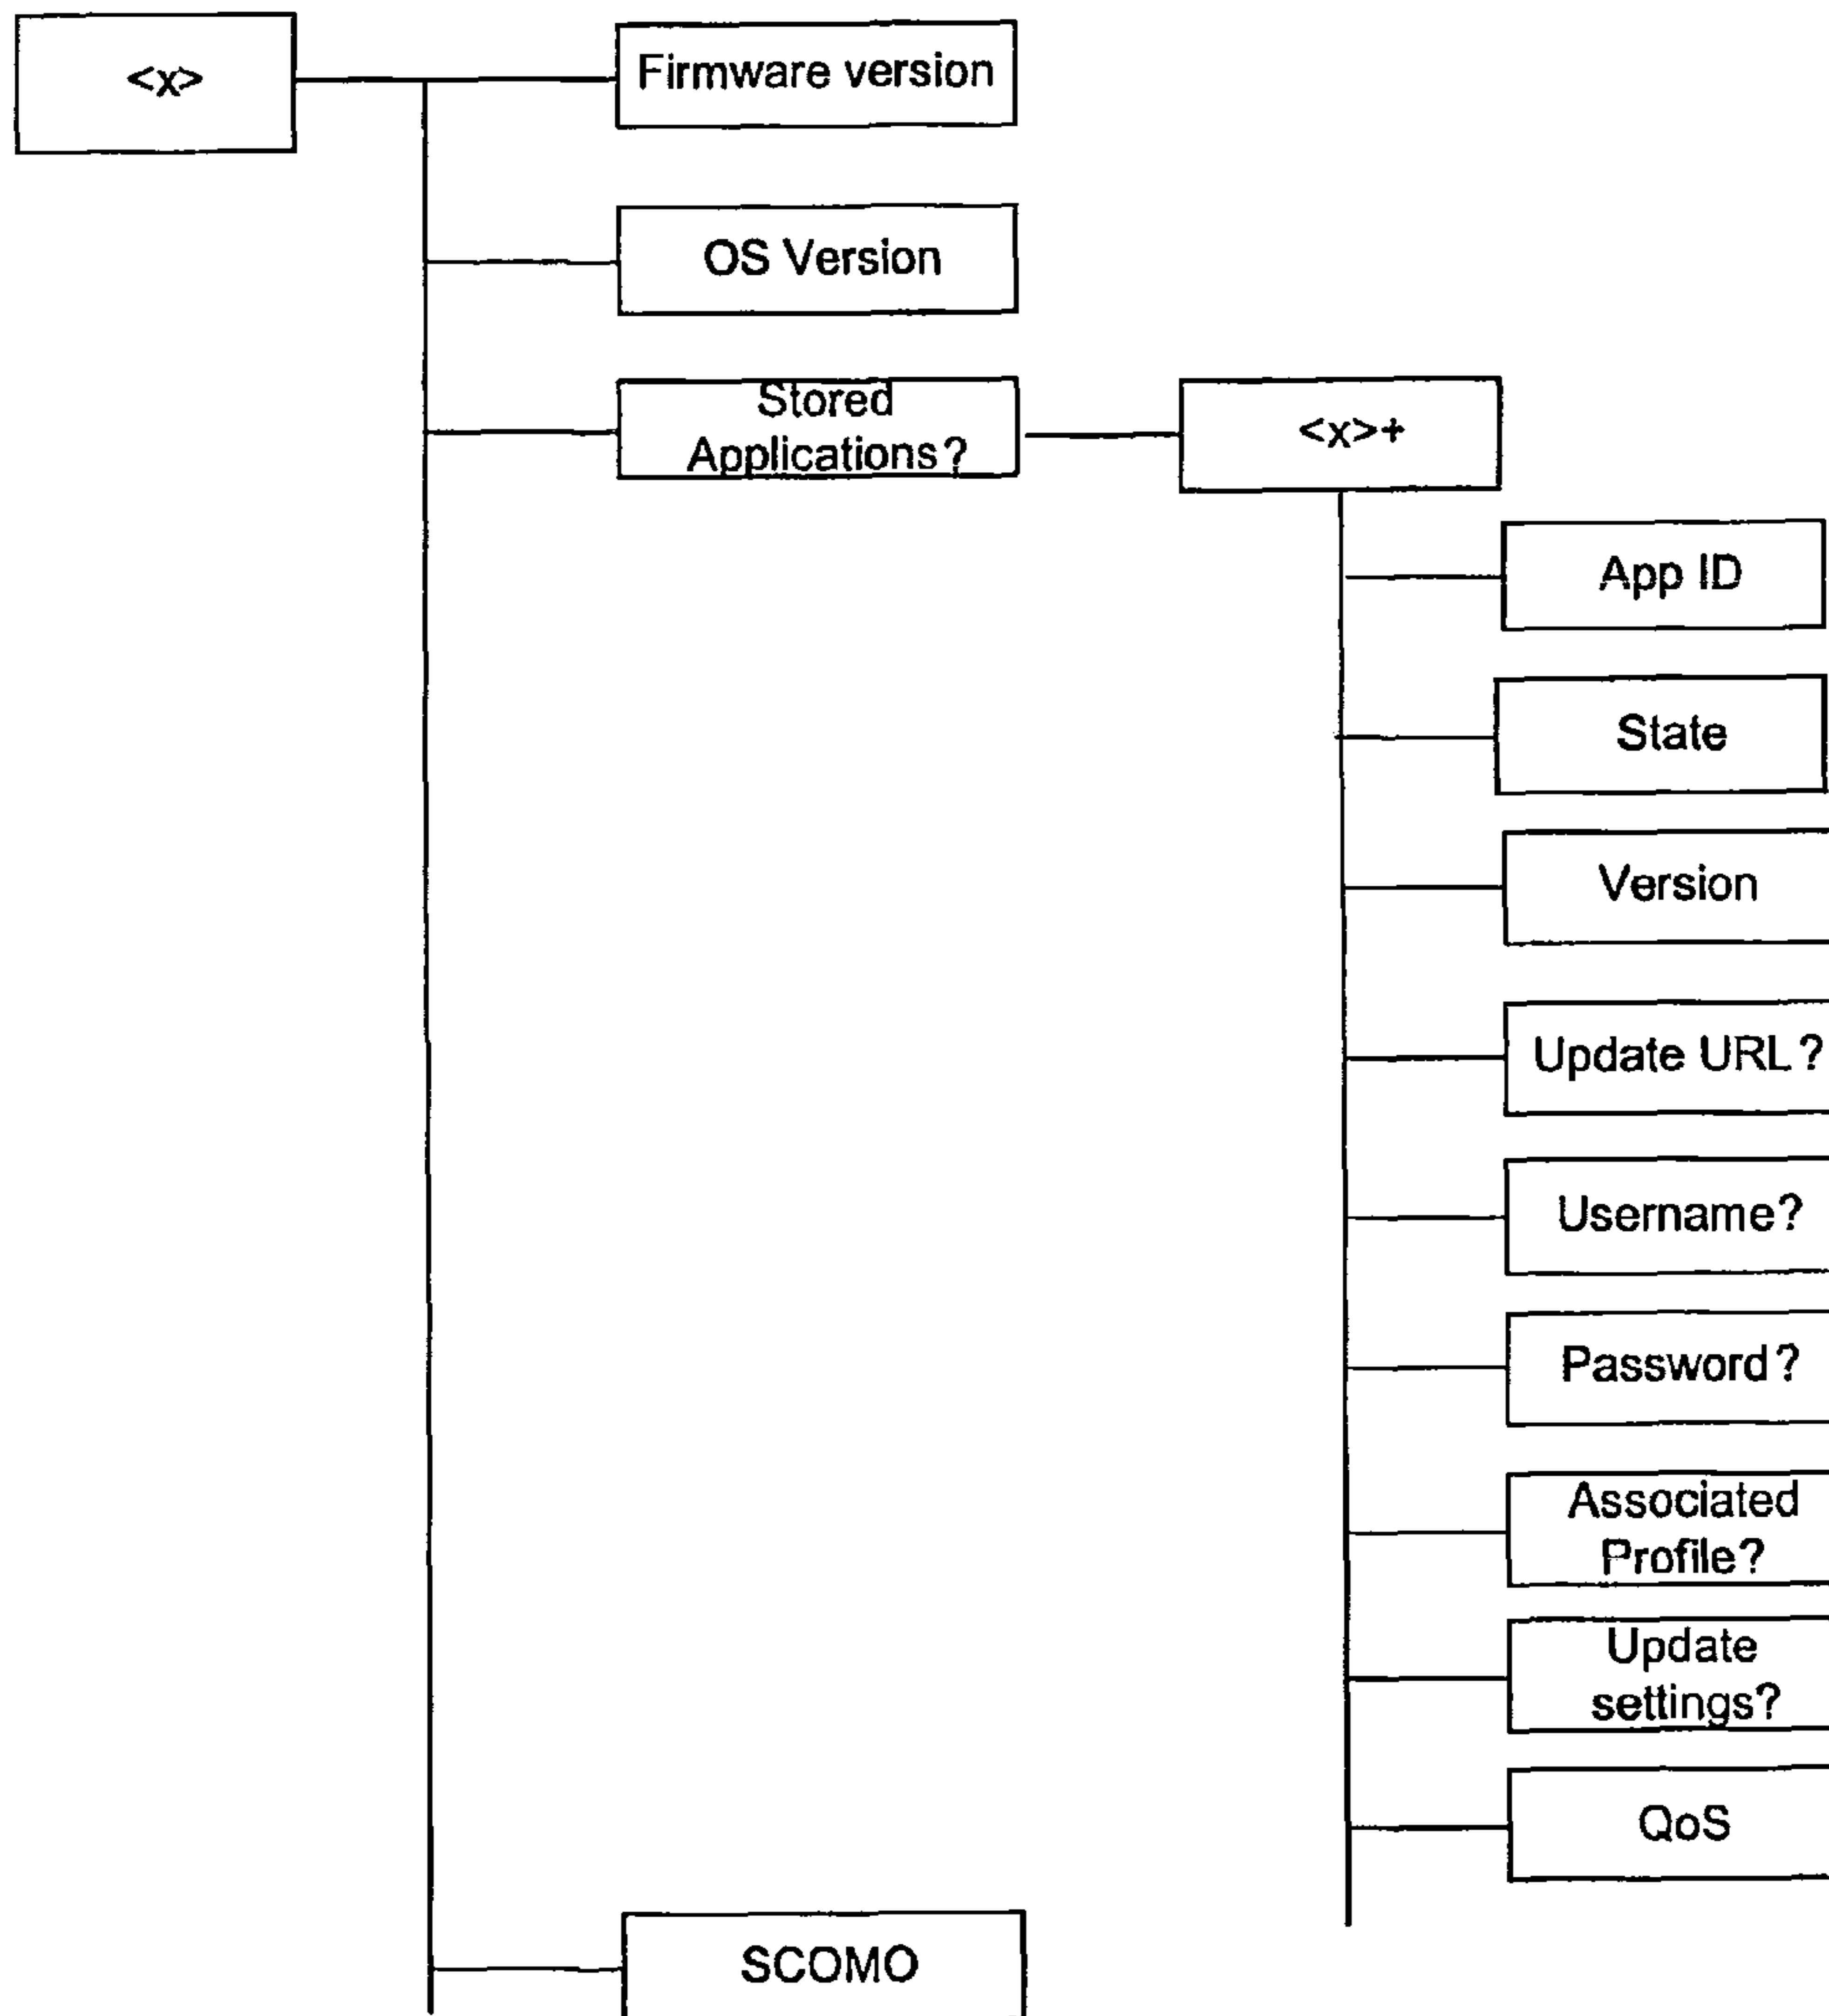 <x>
Firmware version
OS Version
Stored
Applications?
<x>+
App ID
State
Version
Update URL?
Username?
Password?
Associated
Profile?
Update
settings?
QoS
SCOMO